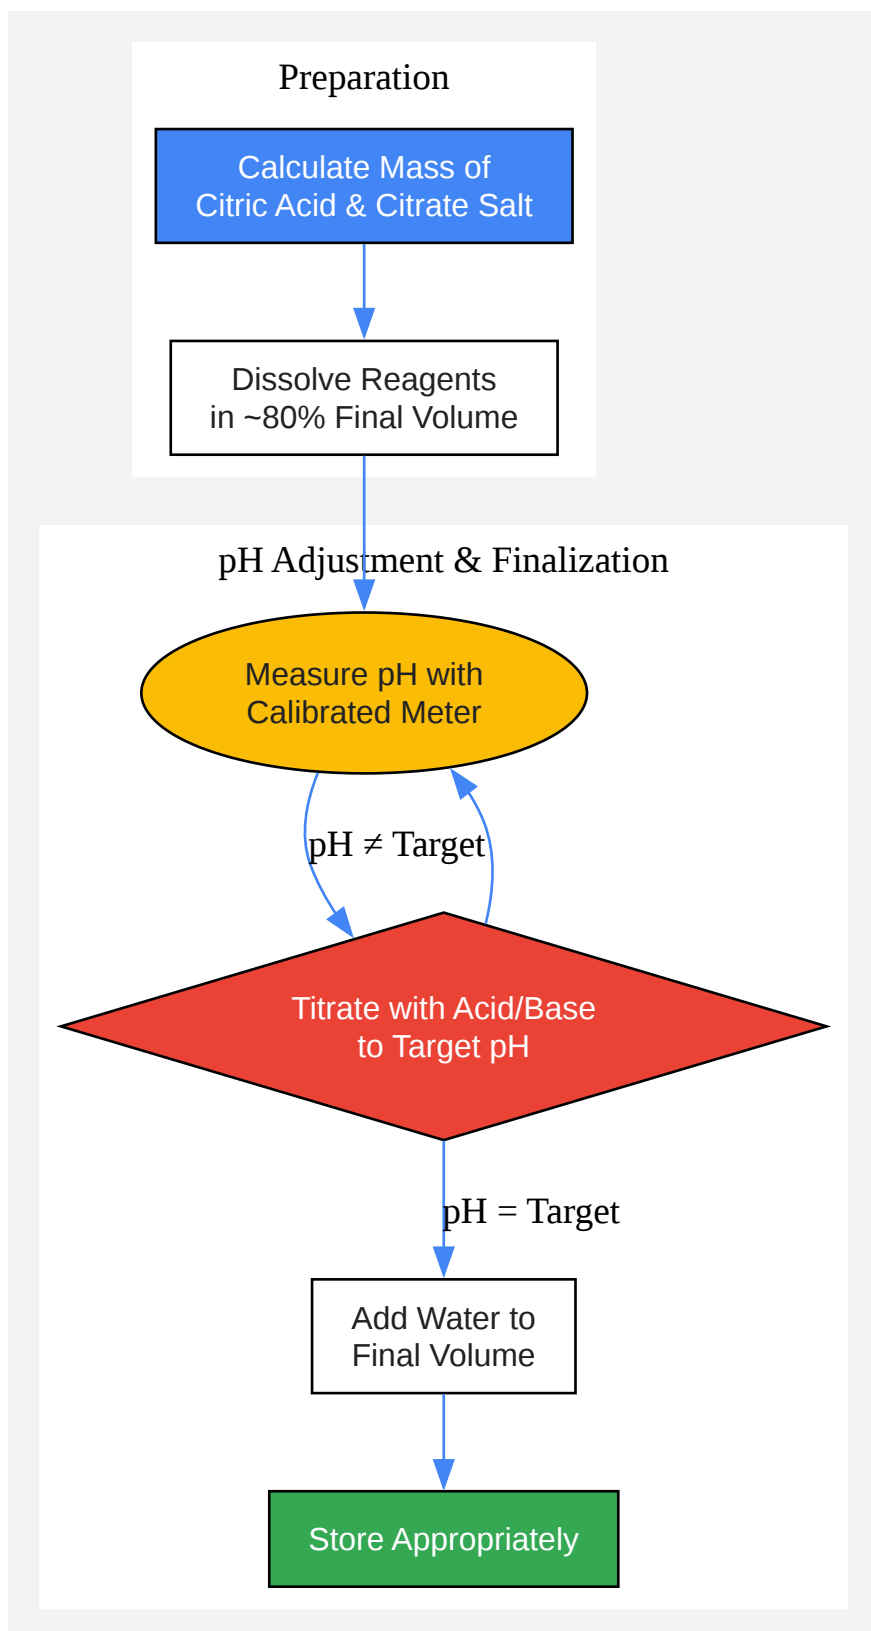 Preparation
Calculate Mass of
Citric Acid & Citrate Salt
Dissolve Reagents
in ~80% Final Volume
pH Adjustment & Finalization
Measure pH with
Calibrated Meter
pH ≠ Target
Titrate with Acid/Base
to Target pH
pH = Target
Add Water to
Final Volume
Store Appropriately